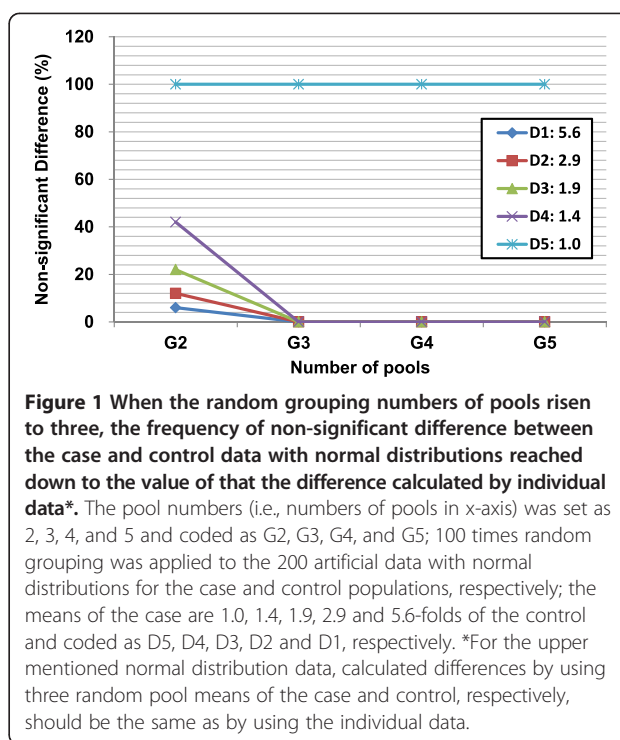 120
100
80
60
40
20
0
Non-significant Difference (%)
D1: 5.6
D2: 2.9
D3: 1.9
D4: 1.4
D5: 1.0
G2 G3 G4 G5
Number of pools
Figure 1 When the random grouping numbers of pools risen
to three, the frequency of non-significant difference between
the case and control data with normal distributions reached
down to the value of that the difference calculated by individual
data*. The pool numbers (i.e., numbers of pools in x-axis) was set as
2, 3, 4, and 5 and coded as G2, G3, G4, and G5; 100 times random
grouping was applied to the 200 artificial data with normal
distributions for the case and control populations, respectively; the
means of the case are 1.0, 1.4, 1.9, 2.9 and 5.6-folds of the control
and coded as D5, D4, D3, D2 and D1, respectively. *For the upper
mentioned normal distribution data, calculated differences by using
three random pool means of the case and control, respectively,
should be the same as by using the individual data.